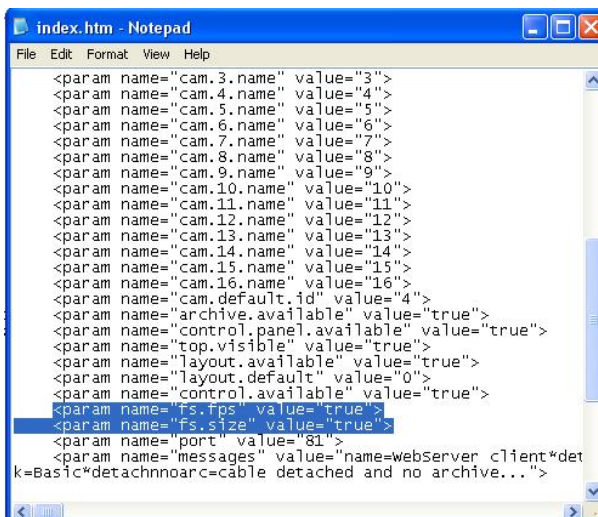 index.htm - Notepad
File Edit Format View Help
<param name="cam.3.name" value="3">
<param name="cam.4.name" value="4">
<param name="cam.5.name" value="5">
<param name="cam.6.name" value="6">
<param name="cam.7.name" value="7">
<param name="cam.8.name" value="8">
<param name="cam.9.name" value="9">
<param name="cam.10.name" value="10">
<param name="cam.11.name" value="11">
<param name="cam.12.name" value="12">
<param name="cam.13.name" value="13">
<param name="cam.14.name" value="14">
<param name="cam.15.name" value="15">
<param name="cam.16.name" value="16">
<param name="cam.default.id" value="4">
<param name="archive.available" value="true">
<param name="control.panel.available" value="true">
<param name="top.visible" value="true">
<param name="layout.available" value="true">
<param name="layout.default" value="0">
<param name="control.available" value="true">
<param name="fs.fps" value="true">
<param name="fs.size" value="true">
<param name="port" value="81">
<param name="messages" value="name=WebServer client*det
k=Basic*detachnnoarc=cable detached and no archive...">